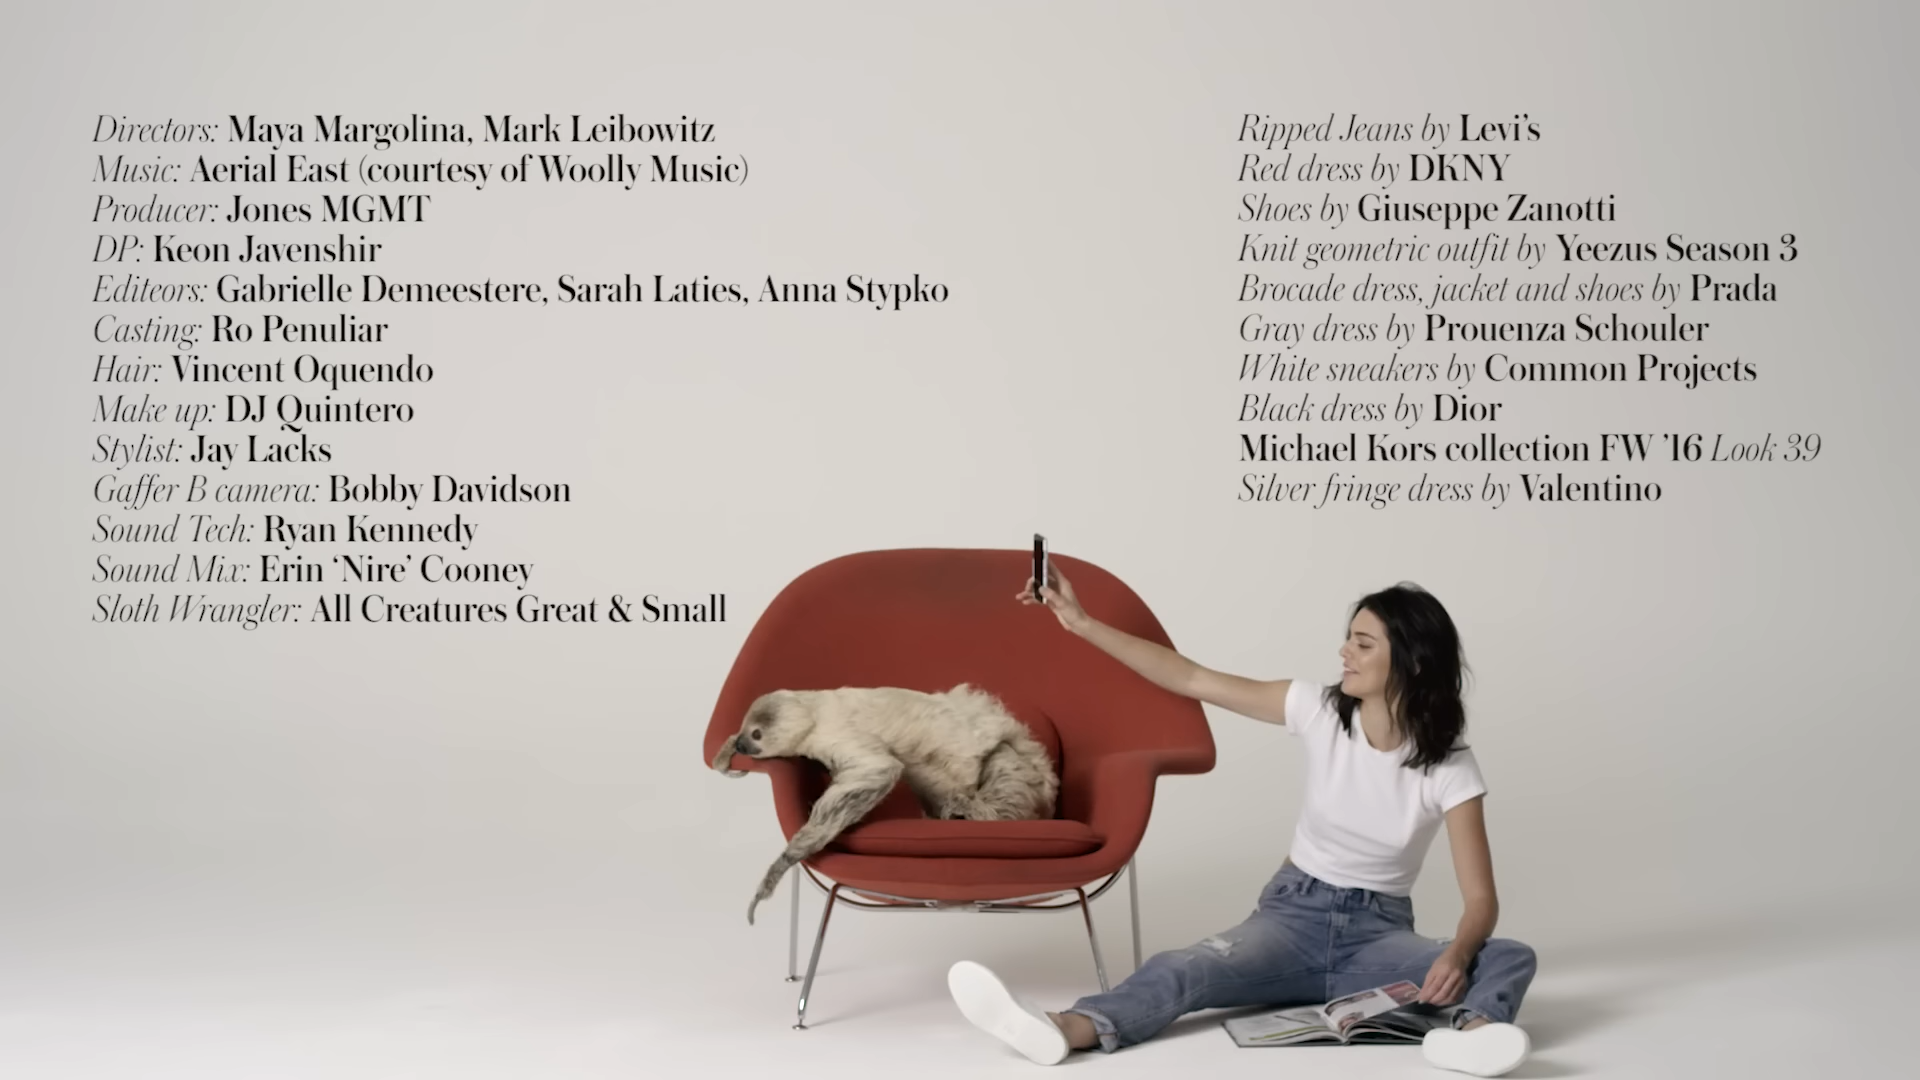 Directors: Maya Margolina, Mark Leibowitz
Music: Aerial East (courtesy of Woolly Music)
Producer: Jones MGMT
DP: Keon Javenshir
Editeors: Gabrielle Demeestere, Sarah Laties, Anna Stypko
Casting: Ro Penuliar
Hair: Vincent Oquendo
Make up: DJ Quintero
Stylist: Jay Lacks
Gaffer B camera: Bobby Davidson
Sound Tech: Ryan Kennedy
Sound Mix: Erin ‘Nire’ Cooney
Sloth Wrangler: All Creatures Great & Small
Ripped Jeans by Levi’s
Red dress by DKNY
Shoes by Giuseppe Zanotti
Knit geometric outfit by Yeezus Season 3
Brocade dress, jacket and shoes by Prada
Gray dress by Prouenza Schouler
White sneakers by Common Projects
Black dress by Dior
Michael Kors collection FW ’16 Look 39
Silver fringe dress by Valentino